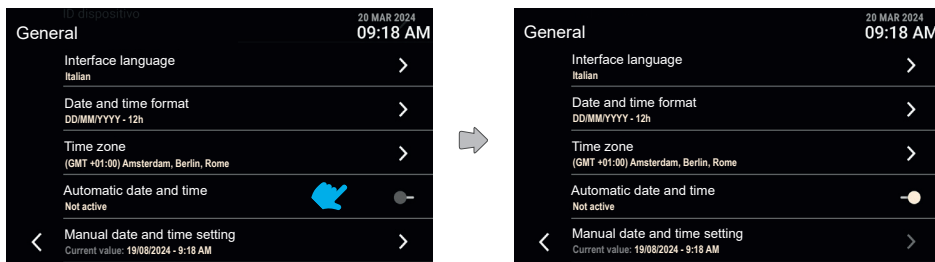 ID dispositivo
General
20 MAR 2024
09:18 AM
Interface language
Italian
Date and time format
DD/MM/YYYY - 12h
Time zone
(GMT +01:00) Amsterdam, Berlin, Rome
Automatic date and time
Not active
Manual date and time setting
Current value: 19/08/2024 - 9:18 AM
General
20 MAR 2024
09:18 AM
Interface language
Italian
Date and time format
DD/MM/YYYY - 12h
Time zone
(GMT +01:00) Amsterdam, Berlin, Rome
Automatic date and time
Not active
Manual date and time setting
Current value: 19/08/2024 - 9:18 AM